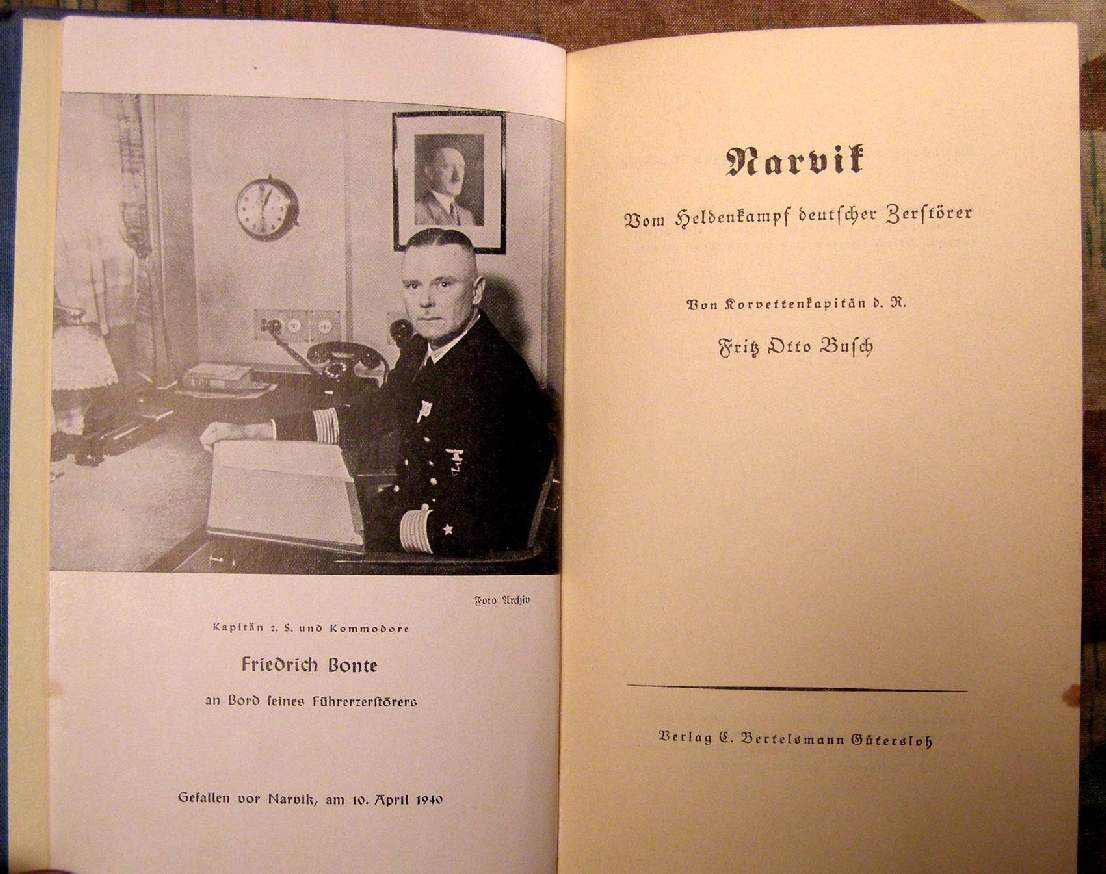 Foto Archiv
Kapitän z. S. und Kommodore
Friedrich Bonte
an Bord seines Führerzerstörers
Gefallen vor Narvik, am 10. April 1940
Narvik
Vom Heldenkampf deutscher Zerstörer
Von Korvettenkapitän d. R.
Fritz Otto Busch
Verlag C. Bertelsmann Gütersloh